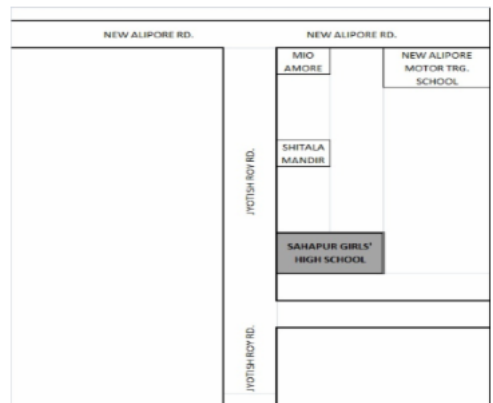 NEW ALIPORE RD.
NEW ALIPORE RD.
MIO
AMORE
NEW ALIPORE
MOTOR TRG.
SCHOOL
JYOTISH ROY RD.
SHITALA
MANDIR
SAHAPUR GIRLS'
HIGH SCHOOL
JYOTISH ROY RD.